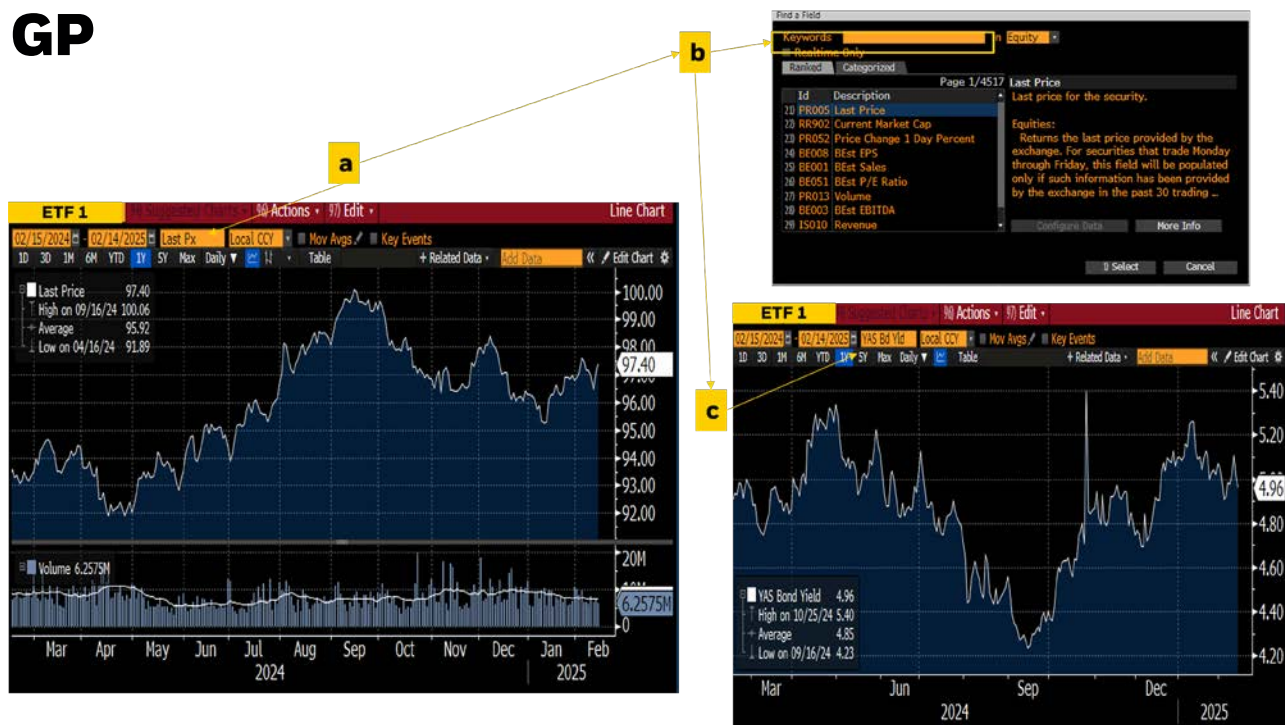 GP
a
b
c
Find a Field
Keywords In Equity
Realtime Only
Ranked Categorized
Page 1/4517 Last Price
Id Description
Last price for the security.
21) PR005 Last Price
22) RR902 Current Market Cap
23) PR052 Price Change 1 Day Percent
24) BE008 BEst EPS
25) BE001 BEst Sales
26) BE051 BEst P/E Ratio
27) PR013 Volume
28) BE003 BEst EBITDA
29) IS010 Revenue
Equities:
Returns the last price provided by the
exchange. For securities that trade Monday
through Friday, this field will be populated
only if such information has been provided
by the exchange in the past 30 trading ...
Configure Data More Info
1) Select Cancel
ETF 1 Suggested Charts 96) Actions 97) Edit Line Chart
02/15/2024 - 02/14/2025 Last Px Local CCY Mov Avgs Key Events
1D 3D 1M 6M YTD 1Y 5Y Max Daily ▼ Table + Related Data Add Data « Edit Chart
Last Price 97.40
High on 09/16/24 100.06
Average 95.92
Low on 04/16/24 91.89
100.00
99.00
98.00
97.40
97.00
96.00
95.00
94.00
93.00
92.00
Volume 6.2575M
20M
10M
6.2575M
0
Mar Apr May Jun Jul Aug Sep Oct Nov Dec Jan Feb
2024 2025
ETF 1 Suggested Charts 96) Actions 97) Edit Line Chart
02/15/2024 - 02/14/2025 YAS Bd Yld Local CCY Mov Avgs Key Events
1D 3D 1M 6M YTD 1Y 5Y Max Daily ▼ Table + Related Data Add Data « Edit Chart
5.40
5.20
4.96
4.80
4.60
4.40
4.20
YAS Bond Yield 4.96
High on 10/25/24 5.40
Average 4.85
Low on 09/16/24 4.23
Mar Jun Sep Dec
2024 2025